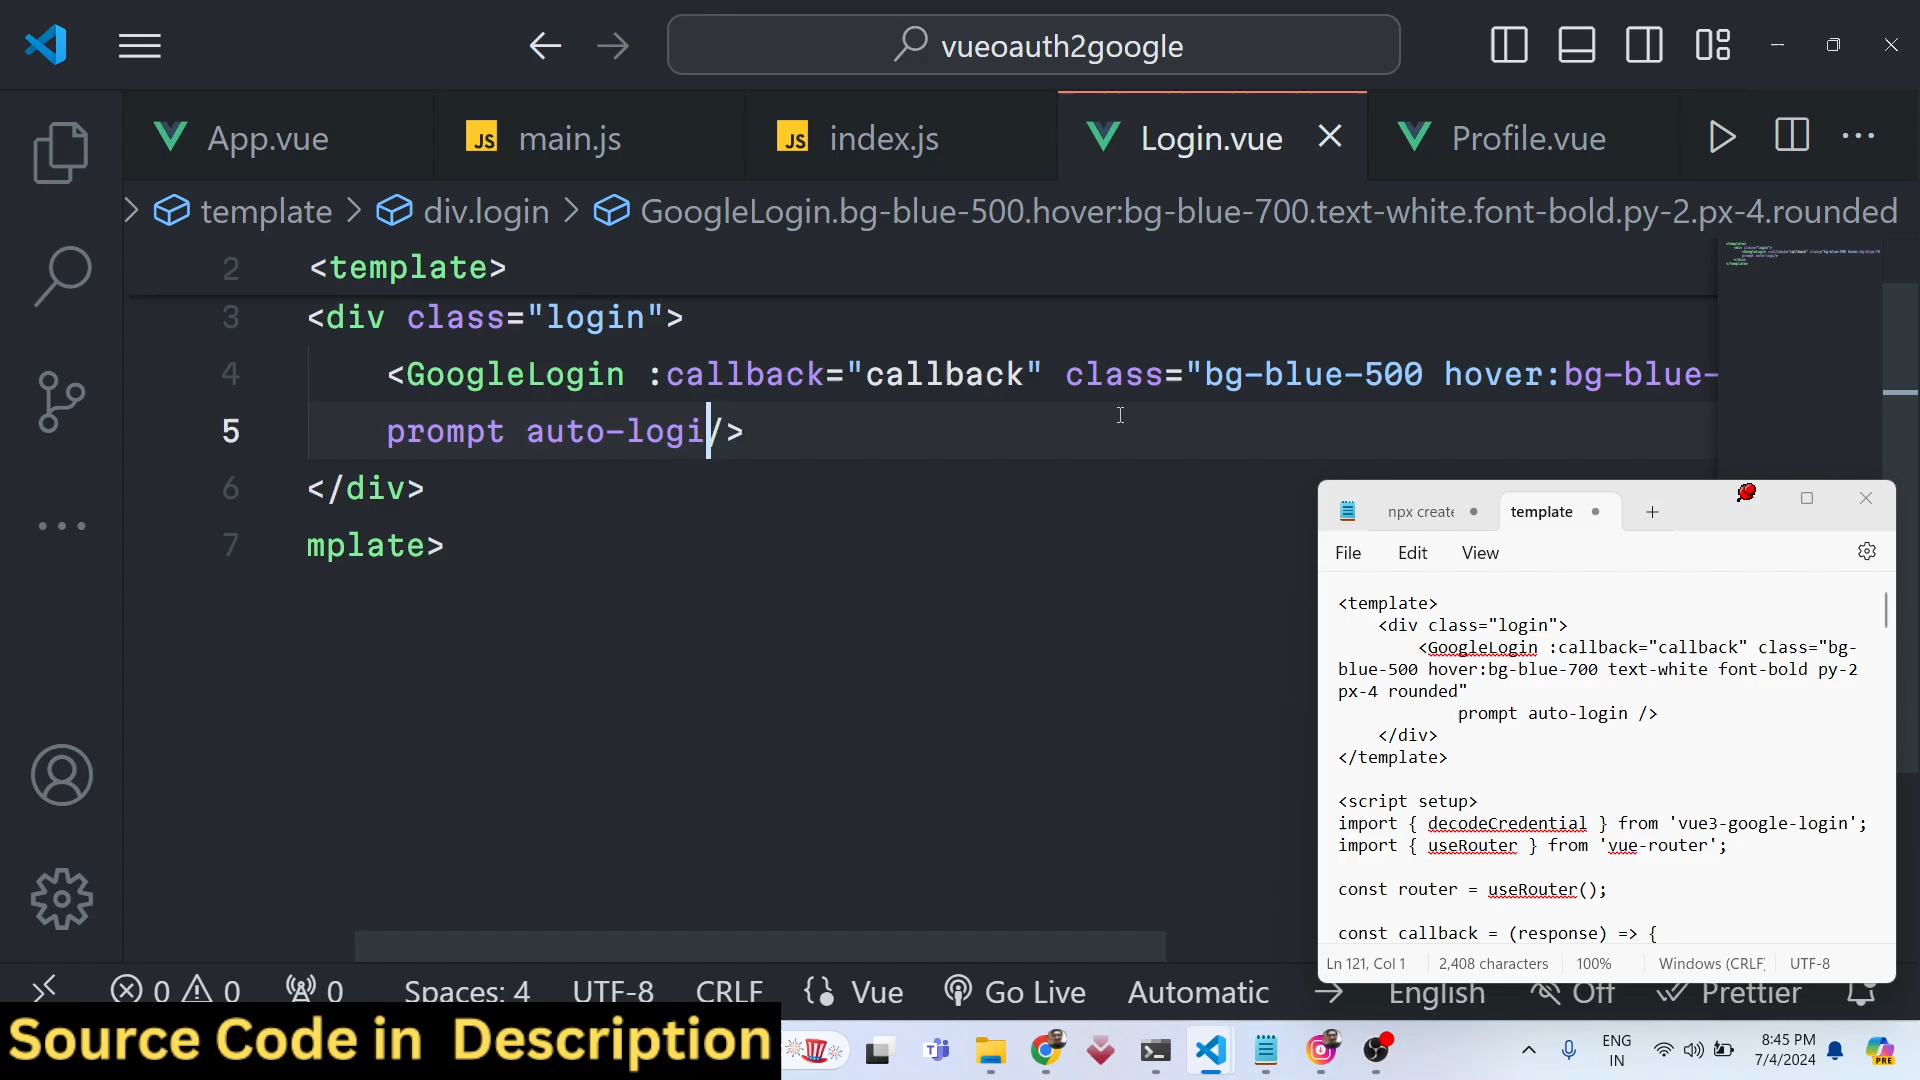 vueoauth2google
App.vue
JS main.js
JS index.js
Login.vue
Profile.vue
template
div.login
GoogleLogin.bg-blue-500.hover:bg-blue-700.text-white.font-bold.py-2.px-4.rounded
2 <template>
3 <div class="login">
4 <GoogleLogin :callback="callback" class="bg-blue-500 hover:bg-blue-
5 prompt auto-logi/>
6 </div>
7 mplate>
npx create
template
File Edit View
<template>
<div class="login">
<GoogleLogin :callback="callback" class="bg-
blue-500 hover:bg-blue-700 text-white font-bold py-2
px-4 rounded"
prompt auto-login />
</div>
</template>
<script setup>
import { decodeCredential } from 'vue3-google-login';
import { useRouter } from 'vue-router';
const router = useRouter();
const callback = (response) => {
Ln 121, Col 1
2,408 characters
100%
Windows (CRLF)
UTF-8
0 0 0
Spaces: 4
UTF-8
CRLF
Vue
Go Live
Automatic
English
Off
Prettier
Source Code in Description
ENG
IN
8:45 PM
7/4/2024
PRE